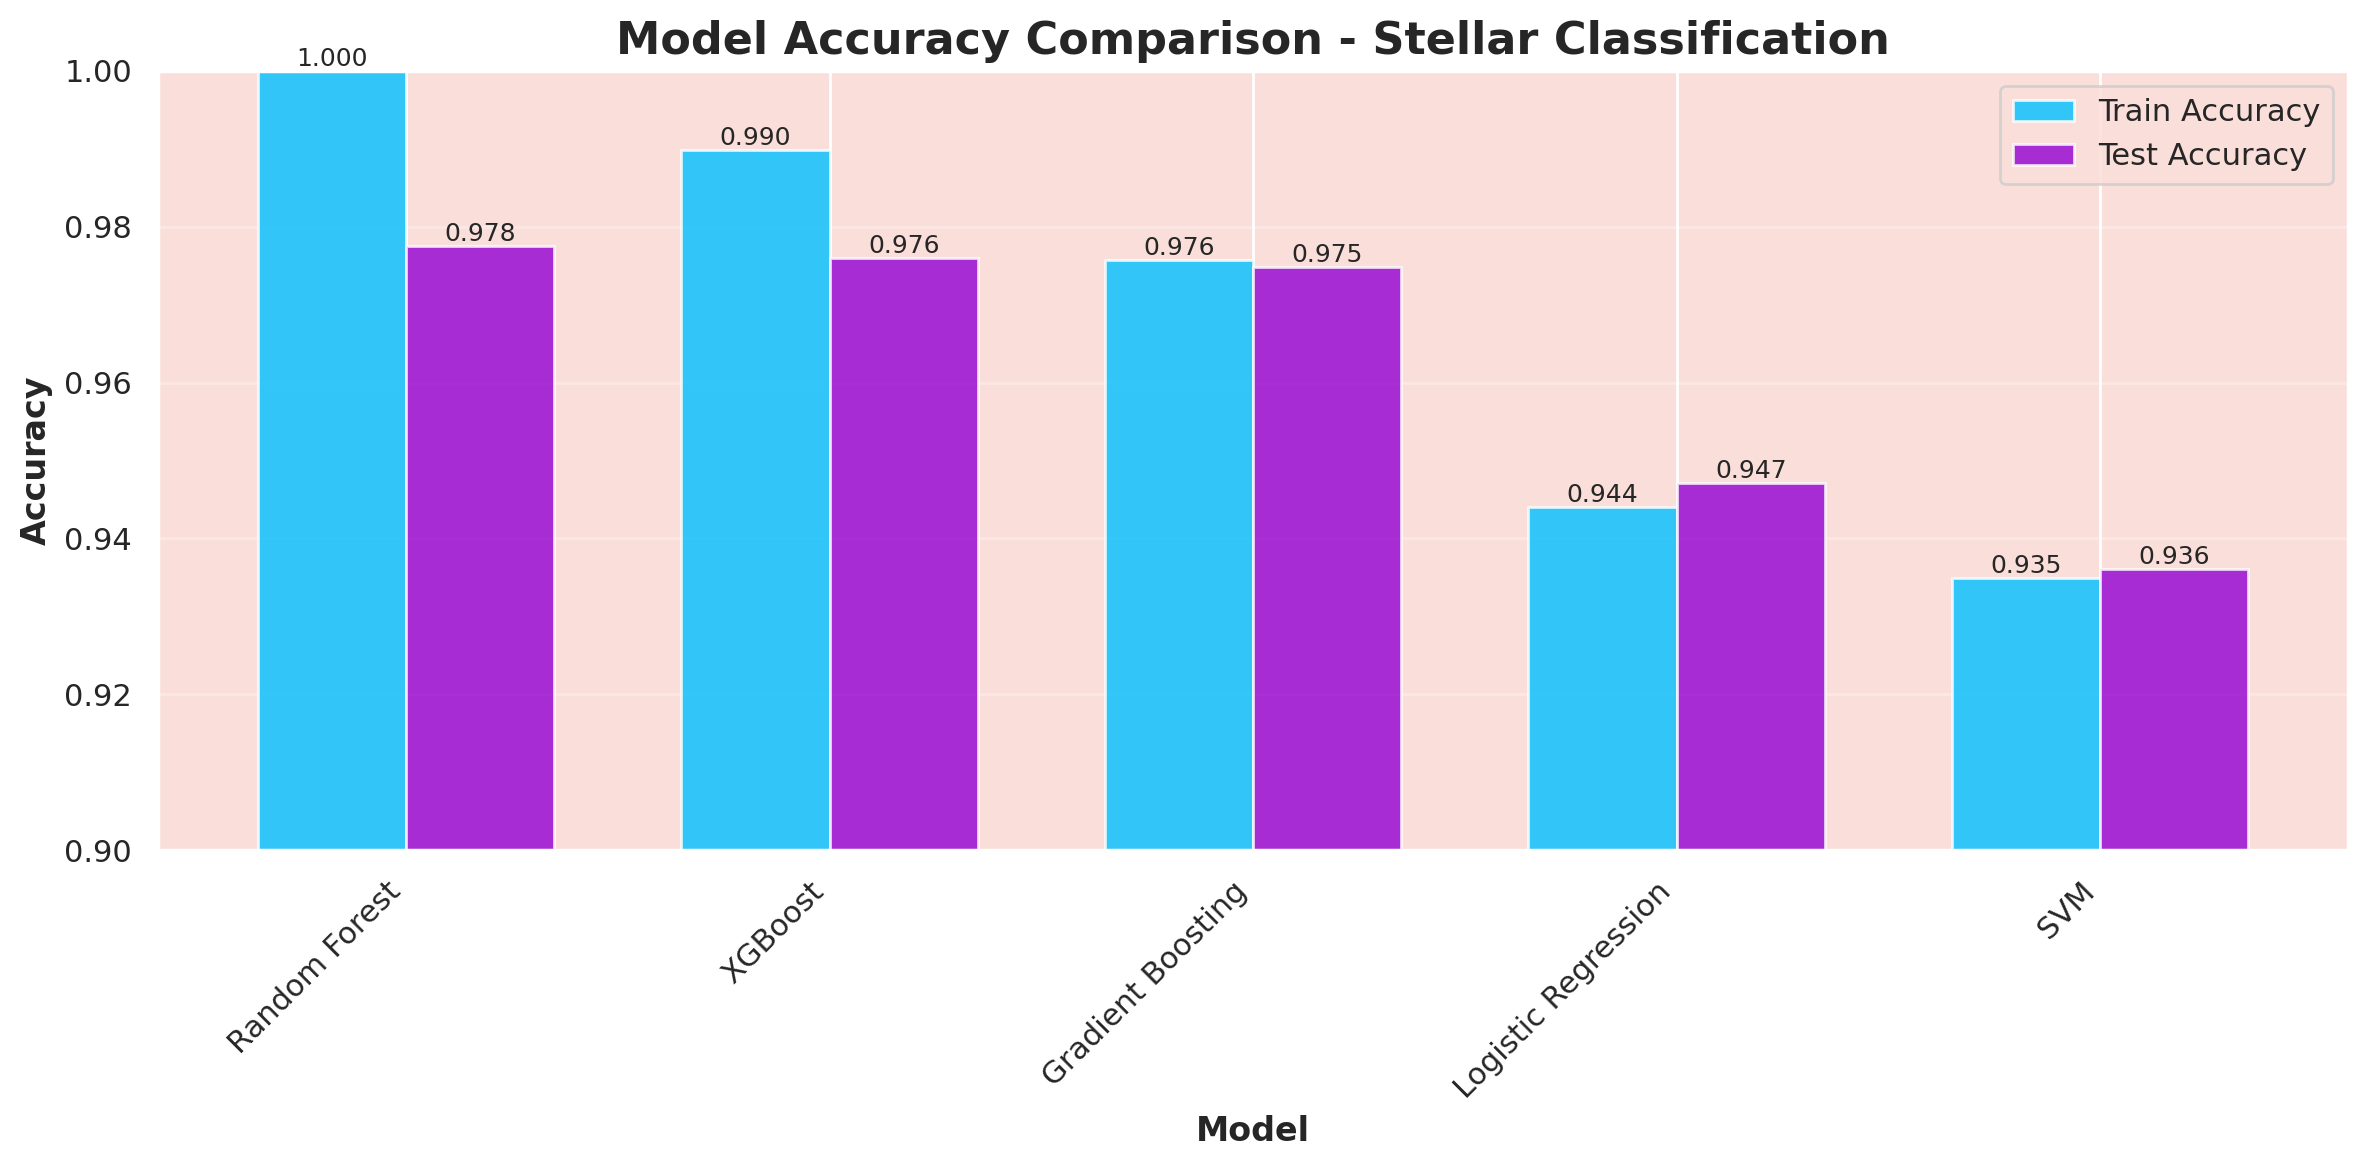 Model Accuracy Comparison - Stellar Classification
Train Accuracy
Test Accuracy
1.000
0.978
0.990
0.976
0.976
0.975
0.944
0.947
0.935
0.936
1.00
0.98
0.96
0.94
0.92
0.90
Accuracy
Random Forest
XGBoost
Gradient Boosting
Logistic Regression
SVM
Model